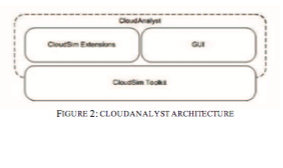 CloudAnalyst
CloudSim Extensions
GUI
CloudSim Toolkit
FIGURE 2: CLOUDANALYST ARCHITECTURE